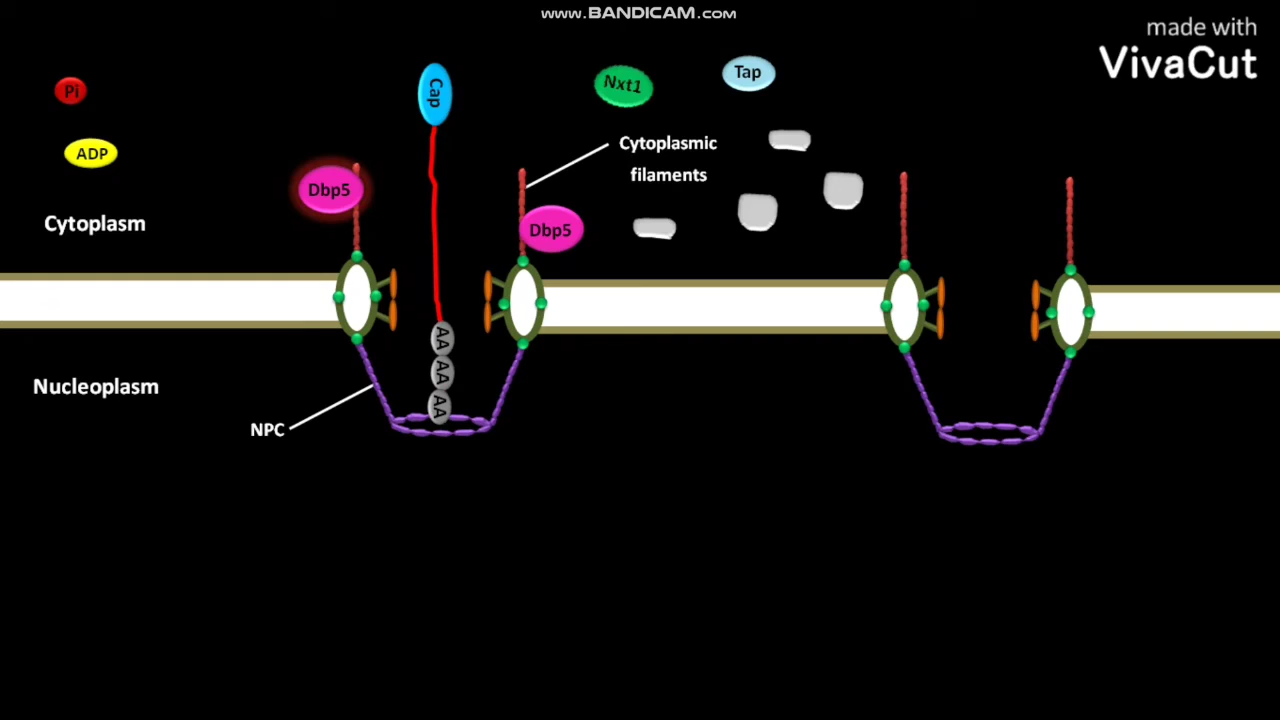 www.BANDICAM.com
made with
VivaCut
Pi
Cap
Nxt1
Tap
ADP
Cytoplasmic
filaments
Dbp5
Dbp5
Cytoplasm
AA
AA
AA
Nucleoplasm
NPC